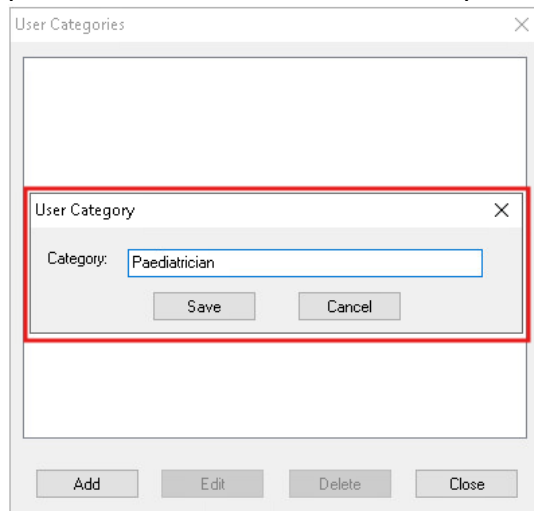 User Categories
User Category
Category: Paediatrician
Save Cancel
Add Edit Delete Close